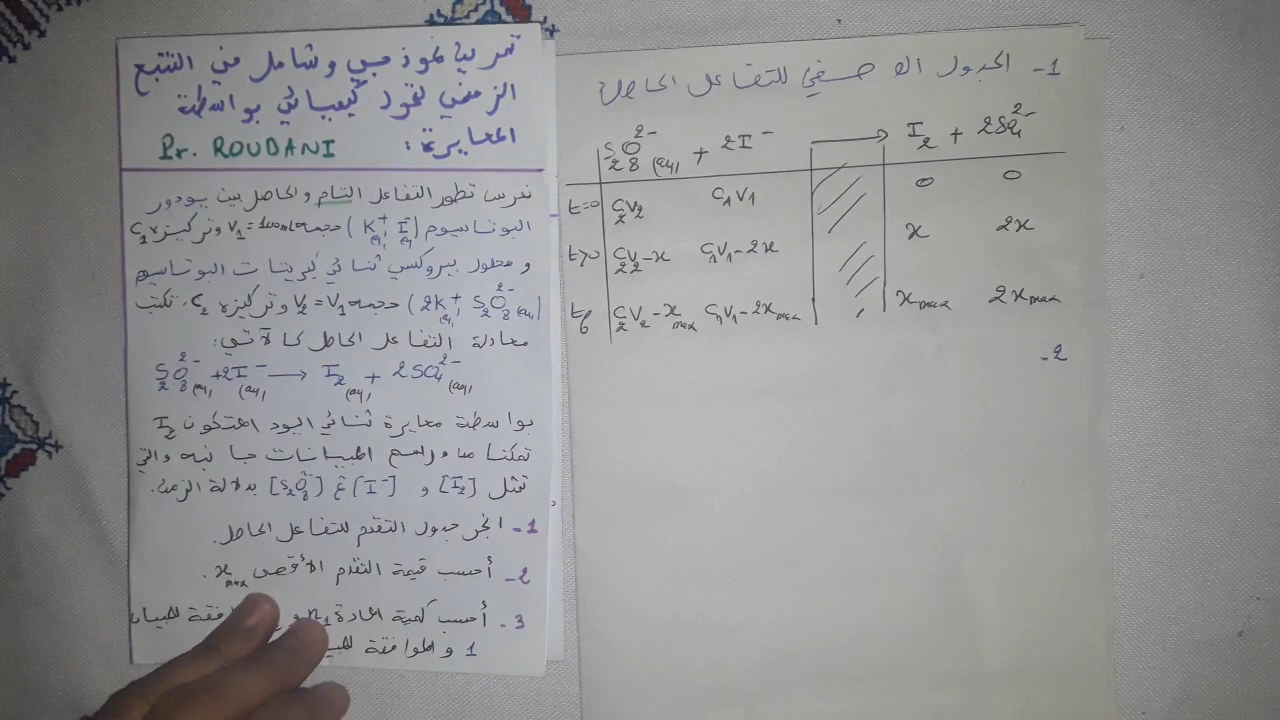 تمرين نموذجي وشامل في التتبع
الزمني لتحول كيميائي بواسطة
المعايرة: Pr. ROUDANI
ندرس تطور التفاعل التام والحاصل بين يودور
البوتاسيوم (K⁺(aq), I⁻(aq)) حجمه V₁=100mL وتركيزه C₁
ومحلول بيروكسي ثنائي كبريتات البوتاسيوم
(2K⁺(aq), S₂O₈²⁻(aq)) حجمه V₂=V₁ وتركيزه C₂، نكتب
معادلة التفاعل الحاصل كالآتي:
S₂O₈²⁻(aq) + 2I⁻(aq) → I₂(aq) + 2SO₄²⁻(aq)
بواسطة معايرة ثنائي اليود المتكون I₂
تمكنا من رسم المبيانات جانبه والتي
تمثل [I₂] و [I⁻] و [S₂O₈²⁻] بدلالة الزمن.
1- انجز جدول التقدم للتفاعل الحاصل.
2- أحسب قيمة التقدم الأقصى xmax.
3- أحسب كمية المادة n₁ و
1 والموافقة
1- الجدول الوصفي للتفاعل الحاصل
S₂O₈²⁻(aq) + 2I⁻ → I₂ + 2SO₄²⁻
t=0 C₂V₂ C₁V₁ 0 0
t>0 C₂V₂-x C₁V₁-2x x 2x
tf C₂V₂-xmax C₁V₁-2xmax xmax 2xmax
2-